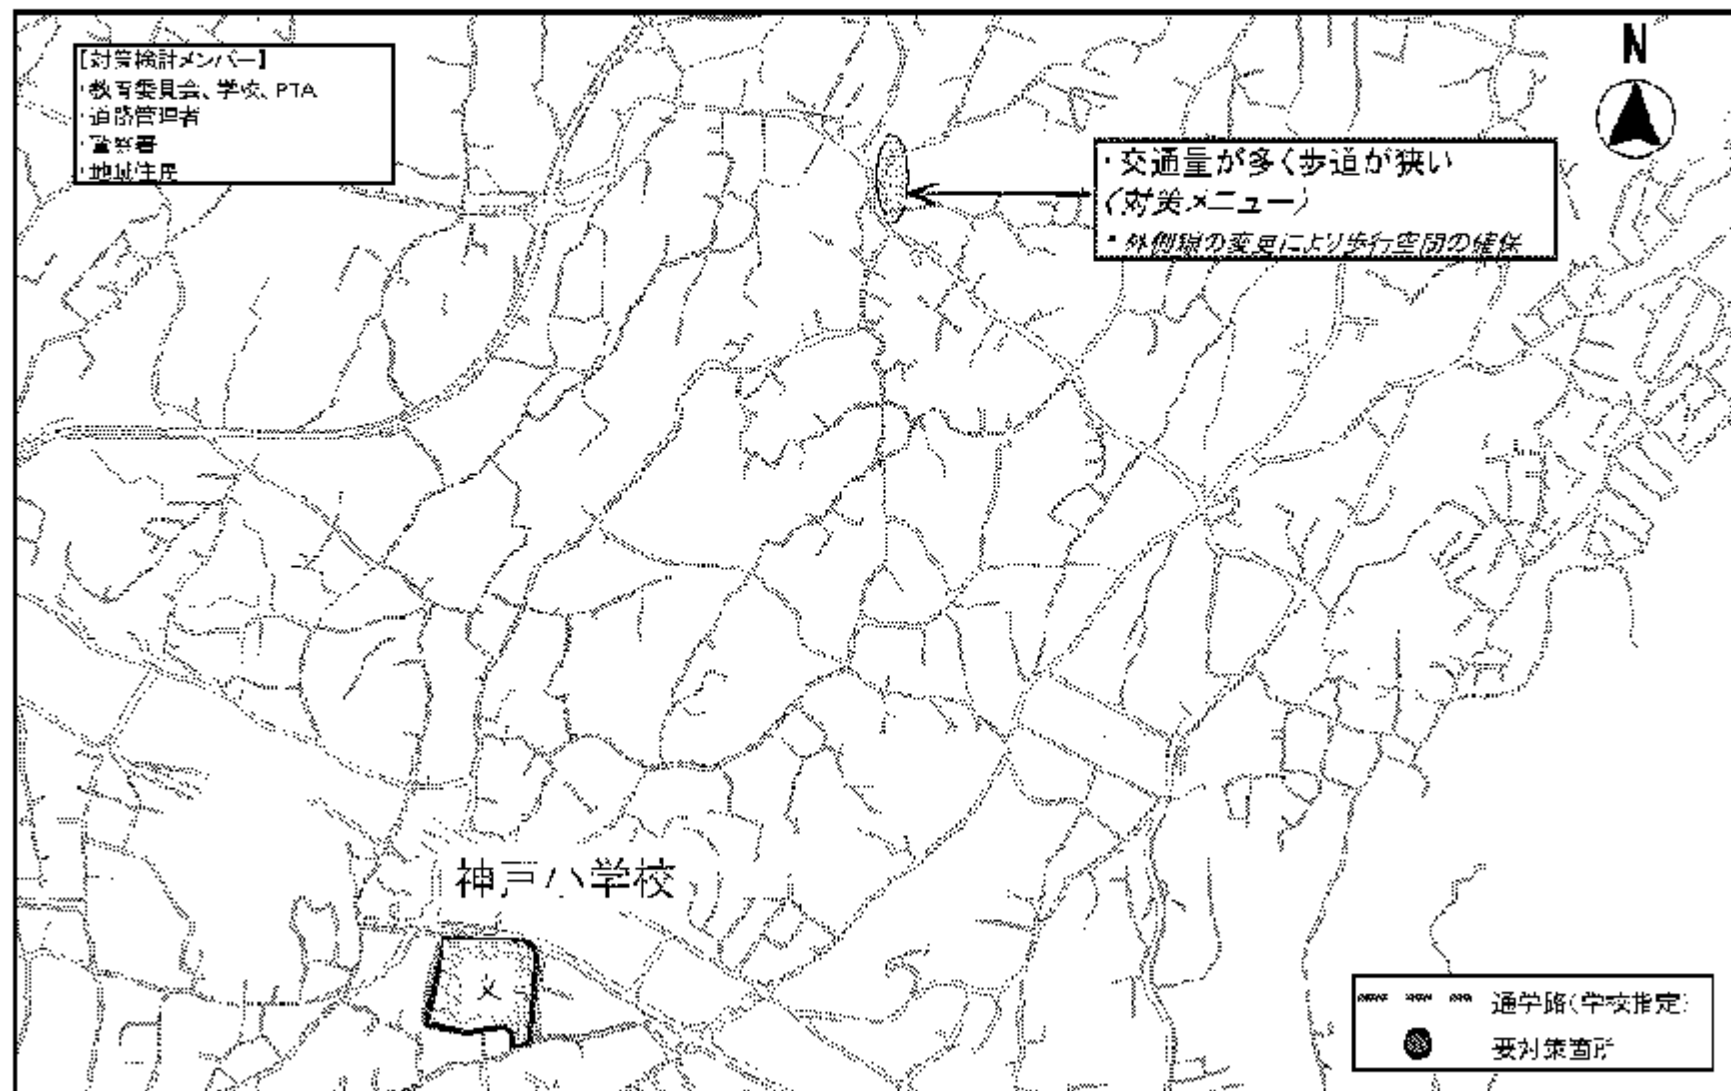 【対策検討メンバー】
・教育委員会、学校、PTA
・道路管理者
・警察署
・地域住民
N
・交通量が多く歩道が狭い
（対策メニュー）
・外側線の変更により歩行空間の確保
神戸小学校
文
通学路（学校指定）
要対策箇所